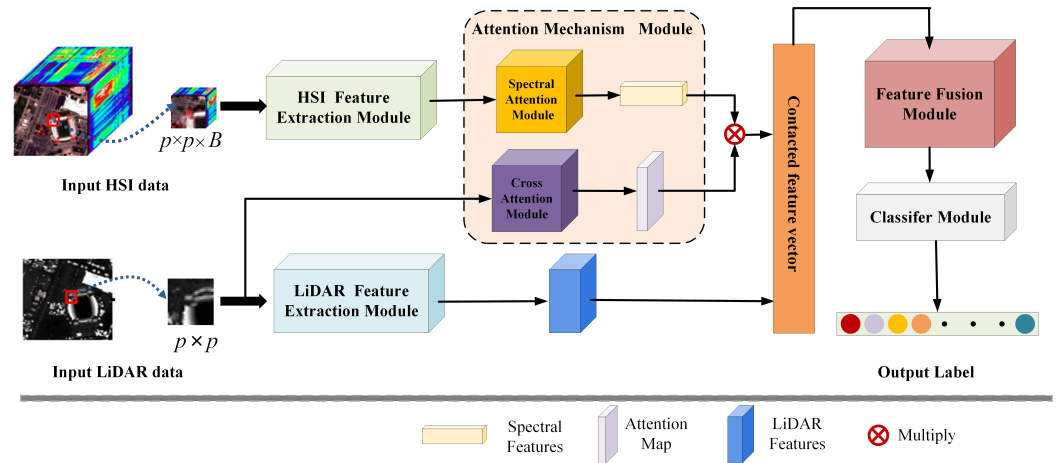 Attention Mechanism Module
HSI Feature
Extraction Module
Spectral
Attention
Module
p×p×B
Input HSI data
Cross
Attention
Module
Contacted feature vector
Feature Fusion
Module
Classifer Module
LiDAR Feature
Extraction Module
p × p
Input LiDAR data
Output Label
Spectral
Features
Attention
Map
LiDAR
Features
Multiply